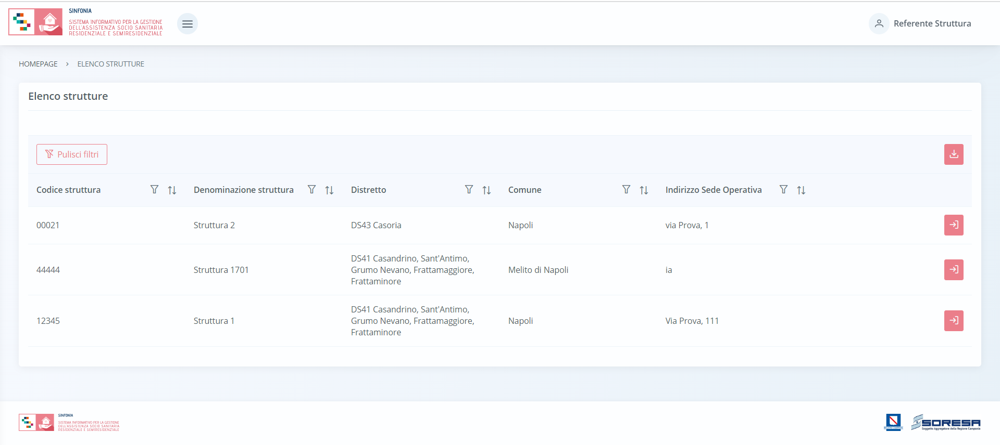 SINFONIA
SISTEMA INFORMATIVO PER LA GESTIONE
DELL'ASSISTENZA SOCIO SANITARIA
RESIDENZIALE E SEMIRESIDENZIALE
Referente Struttura
HOMEPAGE > ELENCO STRUTTURE
Elenco strutture
Pulisci filtri
Codice struttura Denominazione struttura Distretto Comune Indirizzo Sede Operativa
00021 Struttura 2 DS43 Casoria Napoli via Prova, 1
DS41 Casandrino, Sant'Antimo,
44444 Struttura 1701 Grumo Nevano, Frattamaggiore, Melito di Napoli ia
Frattaminore
DS41 Casandrino, Sant'Antimo,
12345 Struttura 1 Grumo Nevano, Frattamaggiore, Napoli Via Prova, 111
Frattaminore
SINFONIA
SISTEMA INFORMATIVO PER LA GESTIONE
DELL'ASSISTENZA SOCIO SANITARIA
RESIDENZIALE E SEMIRESIDENZIALE
REGIONE CAMPANIA
SORESA
Soggetto Aggregatore della Regione Campania